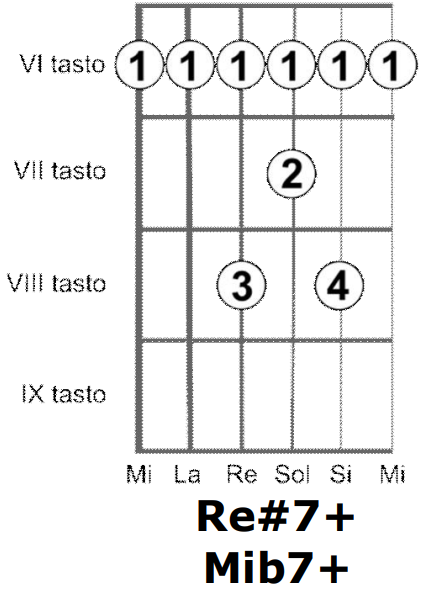 VI tasto 1 1 1 1 1 1
VII tasto 2
VIII tasto 3 4
IX tasto
Mi La Re Sol Si Mi
Re#7+
Mib7+